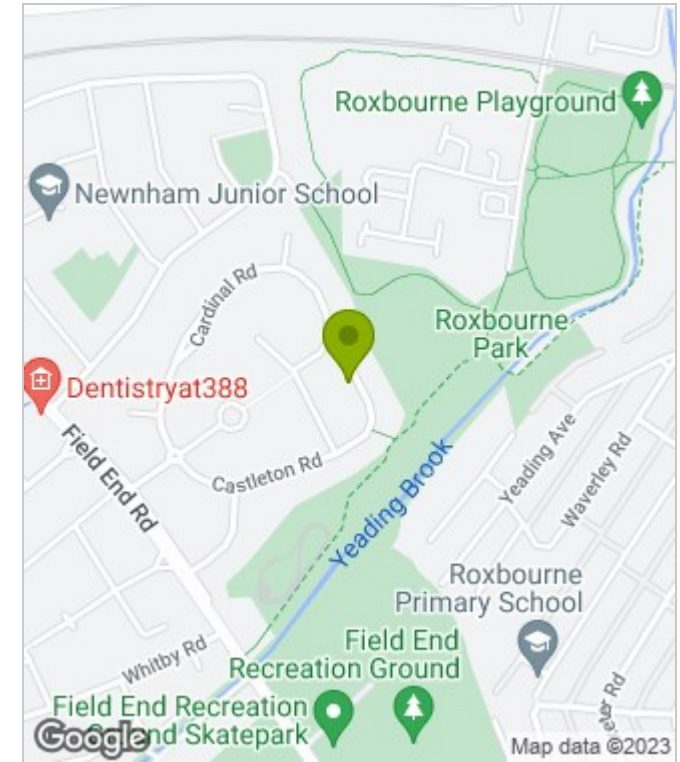 Roxbourne Playground
Newnham Junior School
Cardinal Rd
Roxbourne
Park
Dentistryat388
Field End Rd
Castleton Rd
Yeading Brook
Yeading Ave
Waverley Rd
Roxbourne
Primary School
Whitby Rd
Field End
Recreation Ground
Field End Recreation
Skatepark
Rd
Google
Map data ©2023